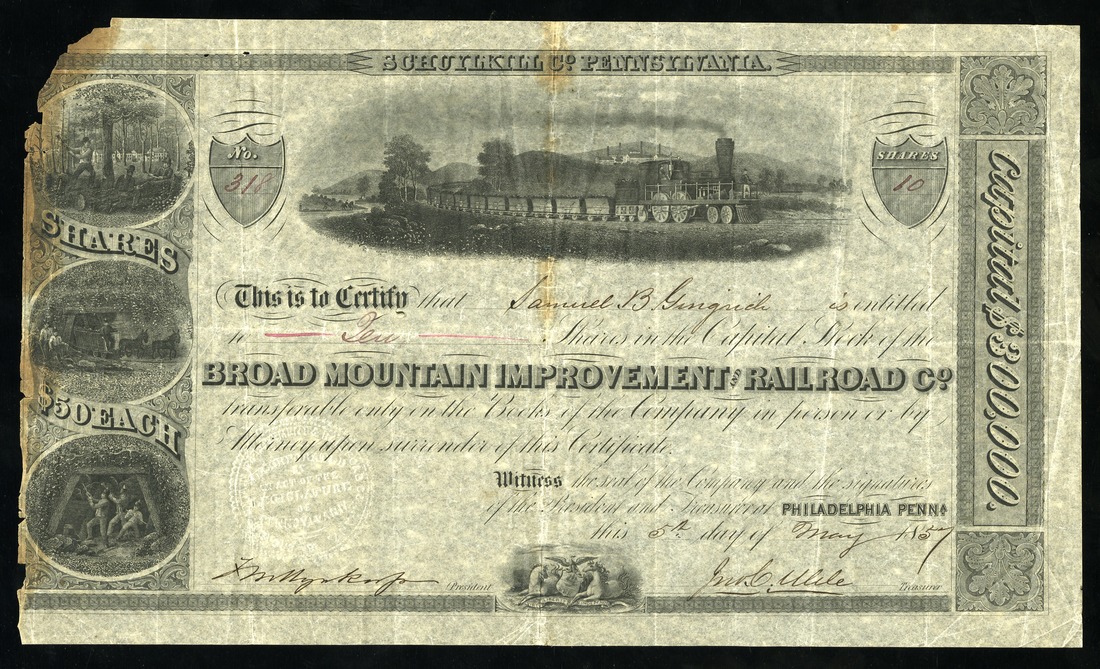 SCHUYLKILL Co. PENNSYLVANIA.
No.
318
SHARES
10
SHARES
$50 EACH
Capital $300,000.
This is to Certify that Samuel B. Gingrich is entitled
to Ten Shares in the Capital Stock of the
BROAD MOUNTAIN IMPROVEMENT AND RAILROAD Co.
transferable only on the Books of the Company in person or by
Attorney upon surrender of this Certificate.
Witness the seal of the Company and the signatures
of the President and Treasurer at PHILADELPHIA PENNA
this 5th day of May 1857
President
Treasurer